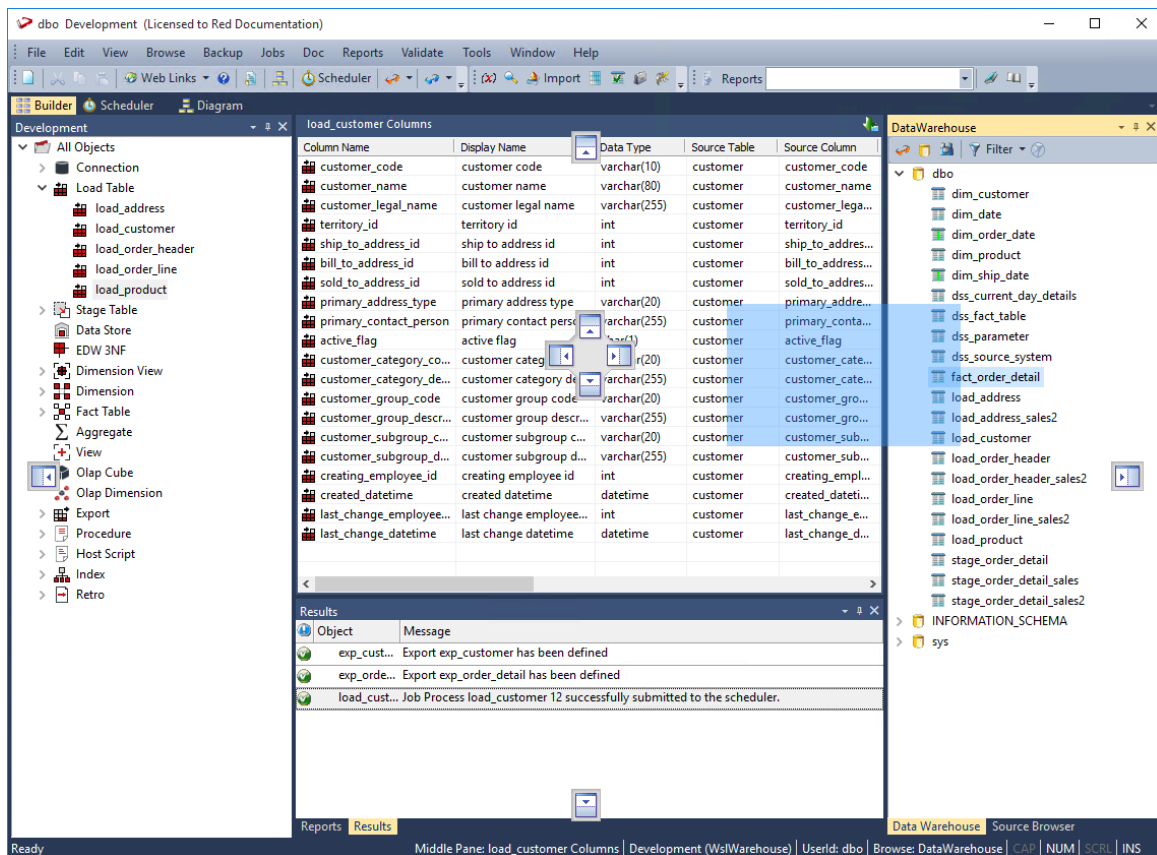 dbo Development (Licensed to Red Documentation)
File Edit View Browse Backup Jobs Doc Reports Validate Tools Window Help
Web Links Scheduler (x) Import Reports
Builder Scheduler Diagram
Development
All Objects
Connection
Load Table
load_address
load_customer
load_order_header
load_order_line
load_product
Stage Table
Data Store
EDW 3NF
Dimension View
Dimension
Fact Table
Aggregate
View
Olap Cube
Olap Dimension
Export
Procedure
Host Script
Index
Retro
load_customer Columns
Column Name Display Name Data Type Source Table Source Column
customer_code customer code varchar(10) customer customer_code
customer_name customer name varchar(80) customer customer_name
customer_legal_name customer legal name varchar(255) customer customer_lega...
territory_id territory id int customer territory_id
ship_to_address_id ship to address id int customer ship_to_addres...
bill_to_address_id bill to address id int customer bill_to_address...
sold_to_address_id sold to address id int customer sold_to_addres...
primary_address_type primary address type varchar(20) customer primary_addre...
primary_contact_person primary contact varchar(255) customer primary_conta...
active_flag active flag customer active_flag
customer_category_co... customer customer customer_cate...
customer_category_de... customer category varchar(255) customer customer_cate...
customer_group_code customer group code varchar(20) customer customer_gro...
customer_group_descr... customer group descr... varchar(255) customer customer_gro...
customer_subgroup_c... customer subgroup c... varchar(20) customer customer_sub...
customer_subgroup_d... customer subgroup d... varchar(255) customer customer_sub...
creating_employee_id creating employee id int customer creating_empl...
created_datetime created datetime datetime customer created_dateti...
last_change_employee... last change employee... int customer last_change_e...
last_change_datetime last change datetime datetime customer last_change_d...
Results
Object Message
exp_cust... Export exp_customer has been defined
exp_orde... Export exp_order_detail has been defined
load_cust... Job Process load_customer 12 successfully submitted to the scheduler.
Reports Results
DataWarehouse
Filter
dbo
dim_customer
dim_date
dim_order_date
dim_product
dim_ship_date
dss_current_day_details
dss_fact_table
dss_parameter
dss_source_system
fact_order_detail
load_address
load_address_sales2
load_customer
load_order_header
load_order_header_sales2
load_order_line
load_order_line_sales2
load_product
stage_order_detail
stage_order_detail_sales
stage_order_detail_sales2
INFORMATION_SCHEMA
sys
Data Warehouse Source Browser
Ready Middle Pane: load_customer Columns Development (WslWarehouse) UserId: dbo Browse: DataWarehouse CAP NUM SCRL INS